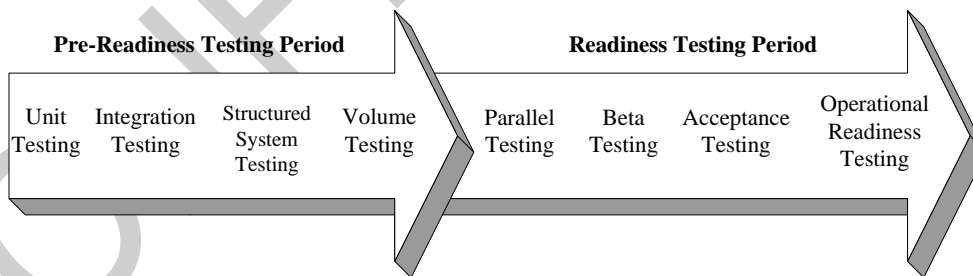 Pre-Readiness Testing Period
Readiness Testing Period
Unit
Testing
Integration
Testing
Structured
System
Testing
Volume
Testing
Parallel
Testing
Beta
Testing
Acceptance
Testing
Operational
Readiness
Testing